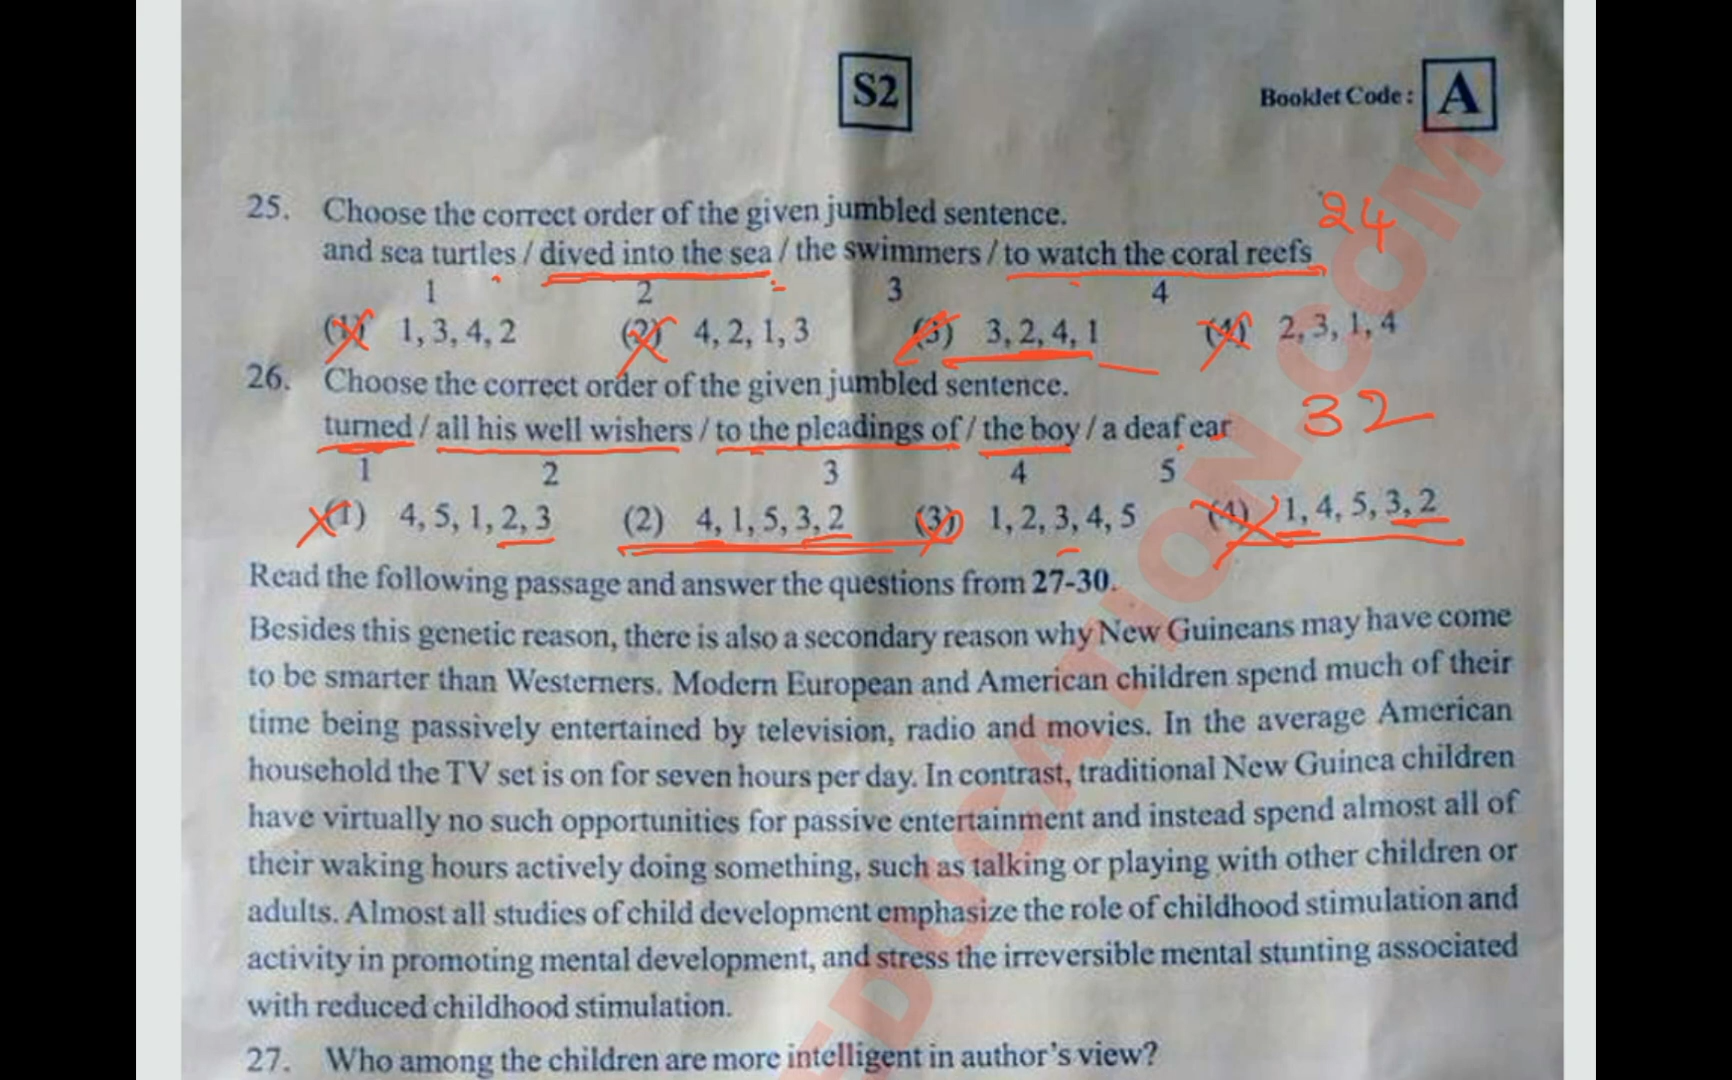 S2
Booklet Code : A
25. Choose the correct order of the given jumbled sentence.
24
and sea turtles / dived into the sea / the swimmers / to watch the coral reefs
1 2 3 4
(1) 1, 3, 4, 2 (2) 4, 2, 1, 3 (3) 3, 2, 4, 1 (4) 2, 3, 1, 4
26. Choose the correct order of the given jumbled sentence.
32
turned / all his well wishers / to the pleadings of / the boy / a deaf ear
1 2 3 4 5
(1) 4, 5, 1, 2, 3 (2) 4, 1, 5, 3, 2 (3) 1, 2, 3, 4, 5 (4) 1, 4, 5, 3, 2
Read the following passage and answer the questions from 27-30.
Besides this genetic reason, there is also a secondary reason why New Guineans may have come
to be smarter than Westerners. Modern European and American children spend much of their
time being passively entertained by television, radio and movies. In the average American
household the TV set is on for seven hours per day. In contrast, traditional New Guinea children
have virtually no such opportunities for passive entertainment and instead spend almost all of
their waking hours actively doing something, such as talking or playing with other children or
adults. Almost all studies of child development emphasize the role of childhood stimulation and
activity in promoting mental development, and stress the irreversible mental stunting associated
with reduced childhood stimulation.
27. Who among the children are more intelligent in author's view?
EDUCATION.COM